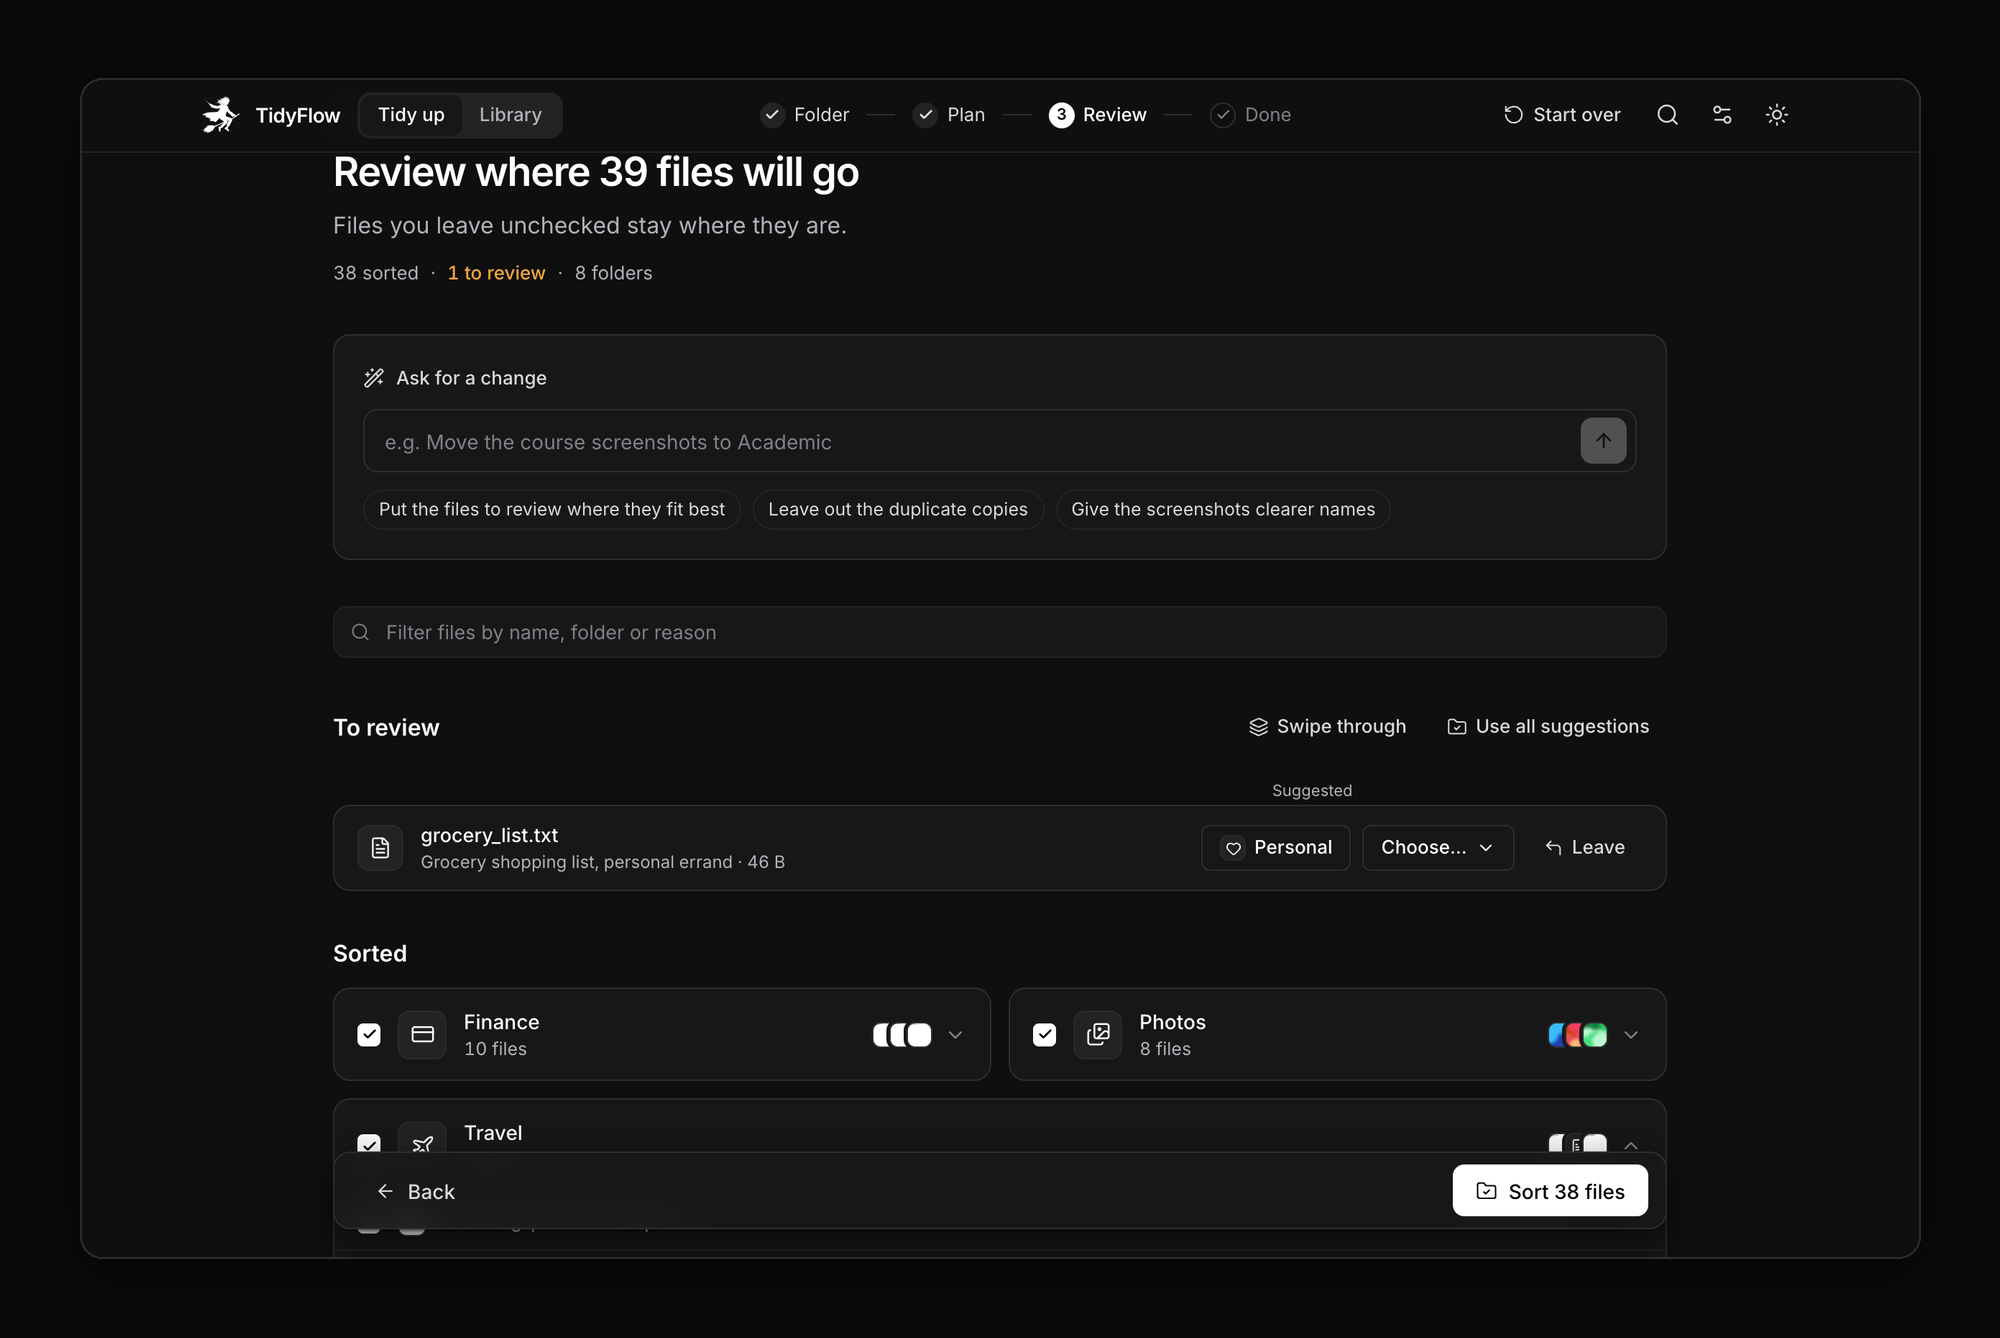 TidyFlow
Tidy up
Library
Folder
Plan
3
Review
Done
Start over
Review where 39 files will go
Files you leave unchecked stay where they are.
38 sorted · 1 to review · 8 folders
Ask for a change
e.g. Move the course screenshots to Academic
Put the files to review where they fit best
Leave out the duplicate copies
Give the screenshots clearer names
Filter files by name, folder or reason
To review
Swipe through
Use all suggestions
Suggested
grocery_list.txt
Grocery shopping list, personal errand · 46 B
Personal
Choose...
Leave
Sorted
Finance
10 files
Photos
8 files
Travel
Back
Sort 38 files